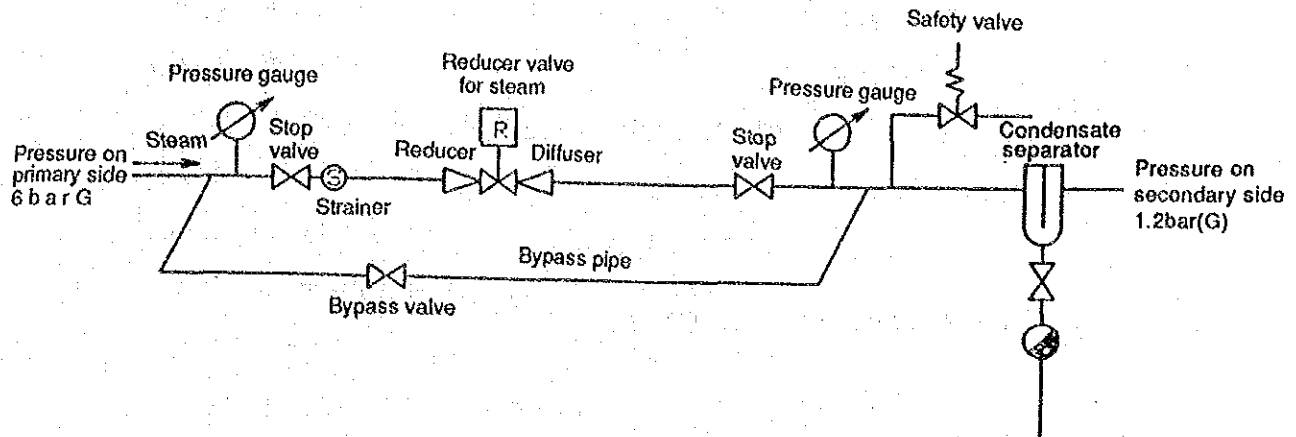 Safety valve
Pressure gauge
Reducer valve
for steam
Pressure gauge
Steam
Stop
valve
R
Condensate
separator
Pressure on
primary side
6 bar G
Reducer
Diffuser
Stop
valve
S
Strainer
Pressure on
secondary side
1.2bar(G)
Bypass pipe
Bypass valve